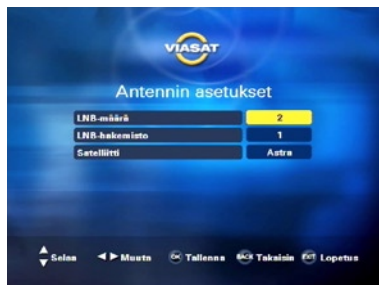 VIASAT
Antennin asetukset
LNB-määrä 2
LNB-hakemisto 1
Satelliitti Astra
Selaa Muuta OK Tallenna BACK Takaisin EXIT Lopetus